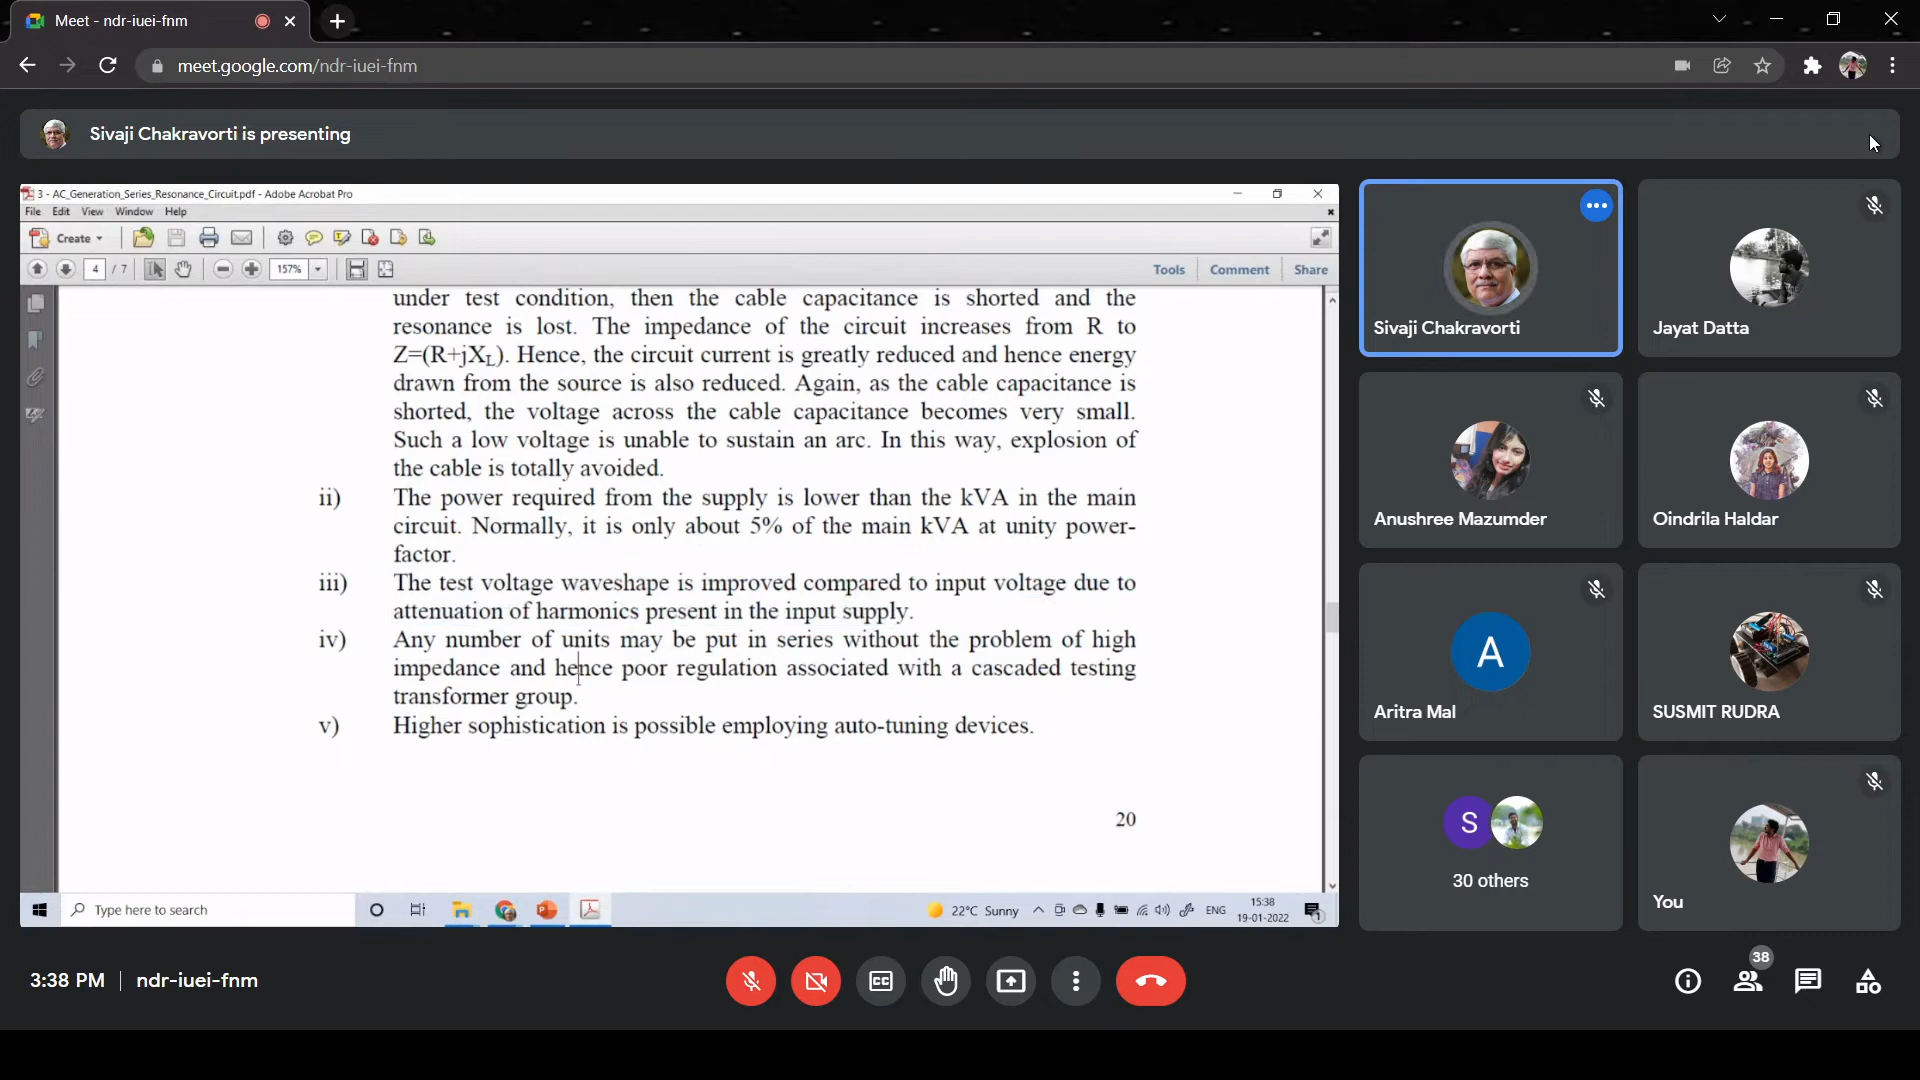 Meet - ndr-iuei-fnm
meet.google.com/ndr-iuei-fnm
Sivaji Chakravorti is presenting
3 - AC_Generation_Series_Resonance_Circuit.pdf - Adobe Acrobat Pro
File Edit View Window Help
Create
4 / 7 157% Tools Comment Share
under test condition, then the cable capacitance is shorted and the
resonance is lost. The impedance of the circuit increases from R to
Z=(R+jXL). Hence, the circuit current is greatly reduced and hence energy
drawn from the source is also reduced. Again, as the cable capacitance is
shorted, the voltage across the cable capacitance becomes very small.
Such a low voltage is unable to sustain an arc. In this way, explosion of
the cable is totally avoided.
ii) The power required from the supply is lower than the kVA in the main
circuit. Normally, it is only about 5% of the main kVA at unity power-
factor.
iii) The test voltage waveshape is improved compared to input voltage due to
attenuation of harmonics present in the input supply.
iv) Any number of units may be put in series without the problem of high
impedance and hence poor regulation associated with a cascaded testing
transformer group.
v) Higher sophistication is possible employing auto-tuning devices.
20
Type here to search
22°C Sunny
ENG
15:38
19-01-2022
1
Sivaji Chakravorti
Jayat Datta
Anushree Mazumder
Oindrila Haldar
A
Aritra Mal
SUSMIT RUDRA
S
30 others
You
3:38 PM | ndr-iuei-fnm
CC
38